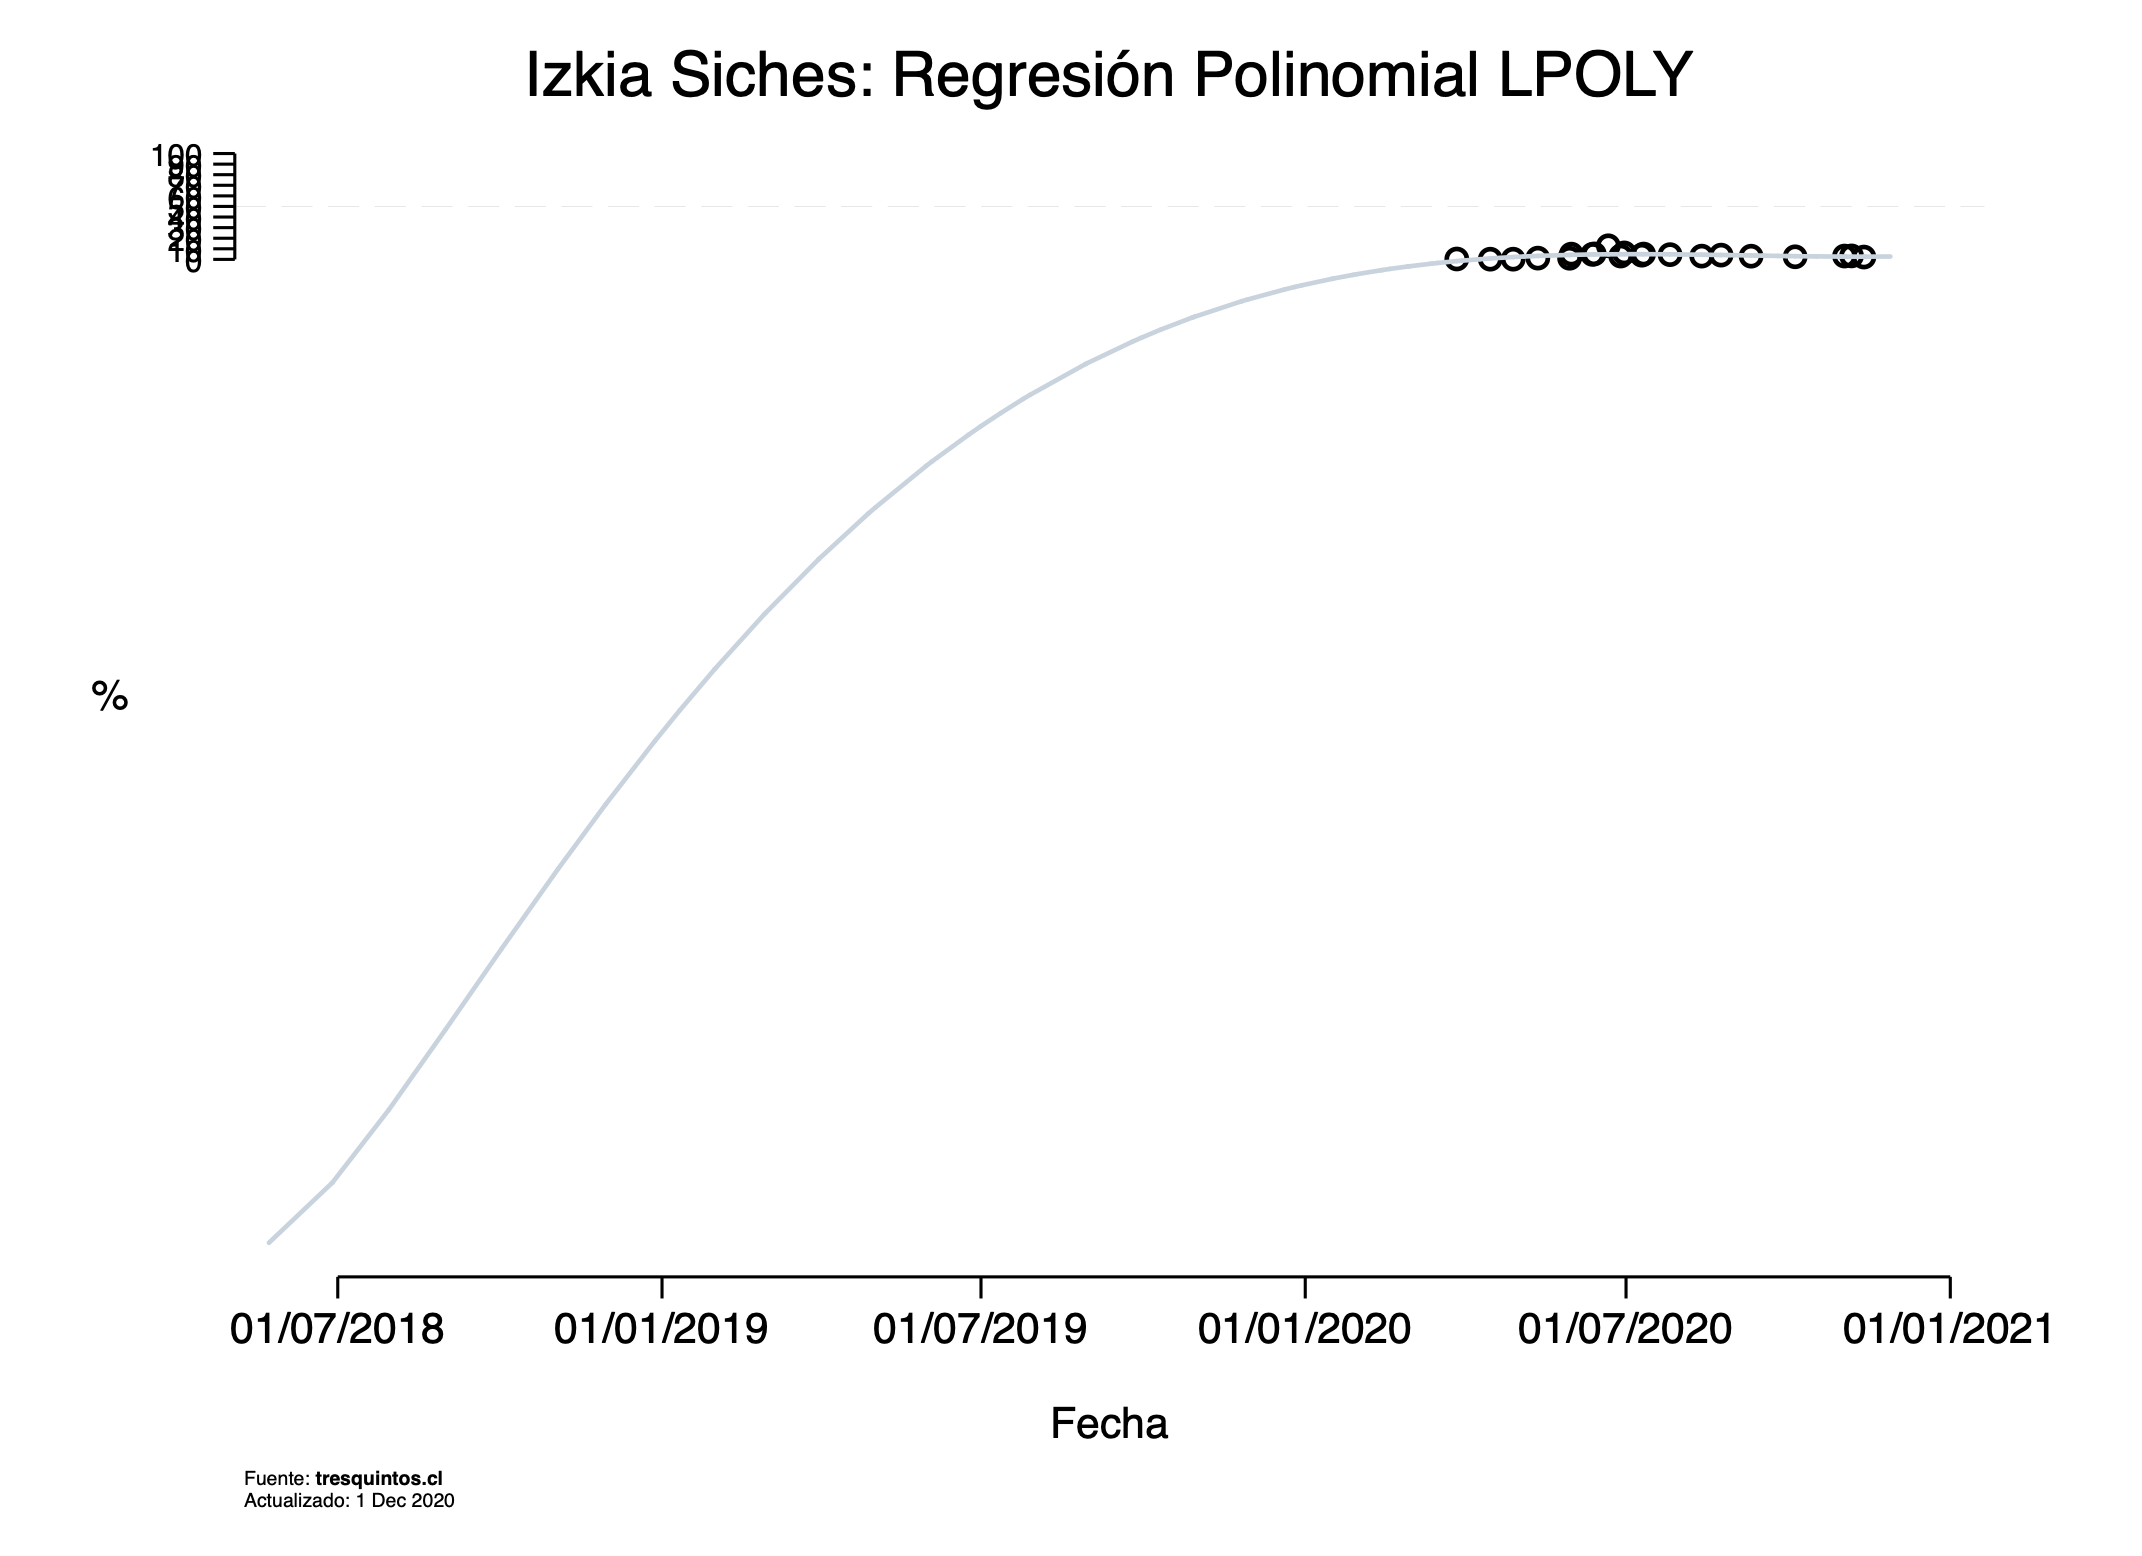 Izkia Siches: Regresión Polinomial LPOLY
100
0
%
01/07/2018 01/01/2019 01/07/2019 01/01/2020 01/07/2020 01/01/2021
Fecha
Fuente: tresquintos.cl
Actualizado: 1 Dec 2020